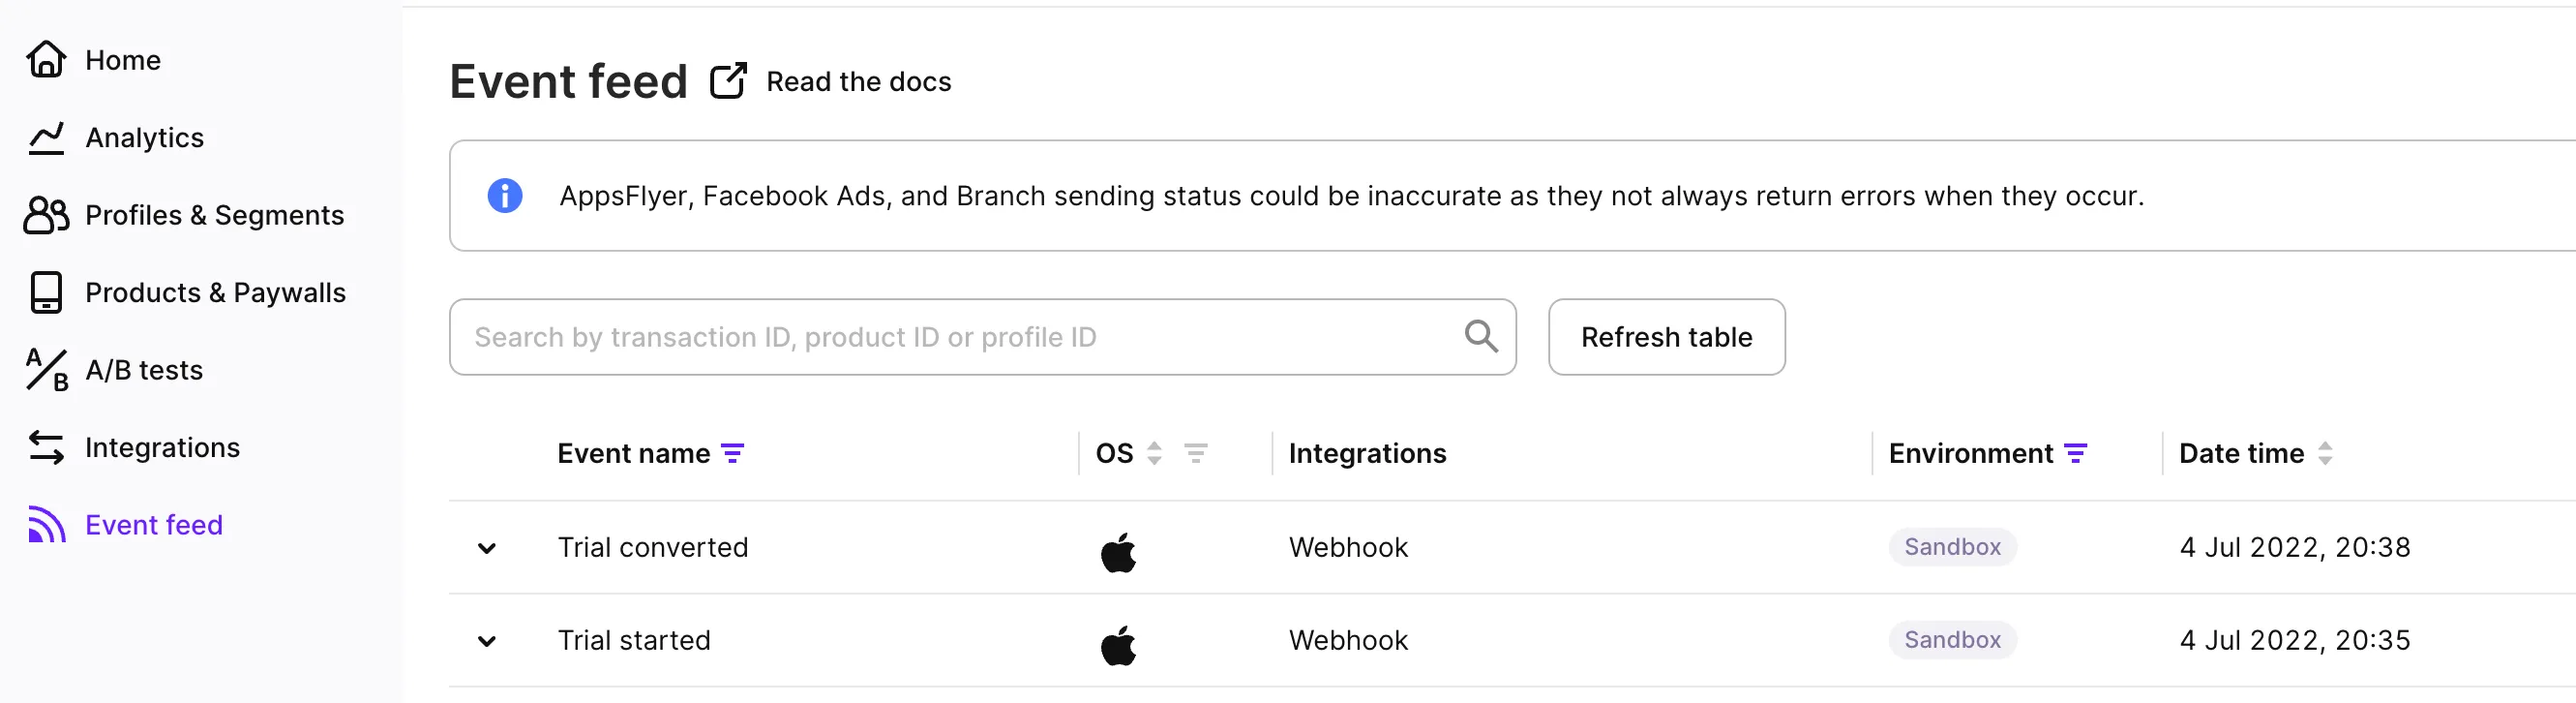 Home
Analytics
Profiles & Segments
Products & Paywalls
A/B tests
Integrations
Event feed
Event feed Read the docs
AppsFlyer, Facebook Ads, and Branch sending status could be inaccurate as they not always return errors when they occur.
Search by transaction ID, product ID or profile ID Refresh table
Event name OS Integrations Environment Date time
Trial converted Webhook Sandbox 4 Jul 2022, 20:38
Trial started Webhook Sandbox 4 Jul 2022, 20:35